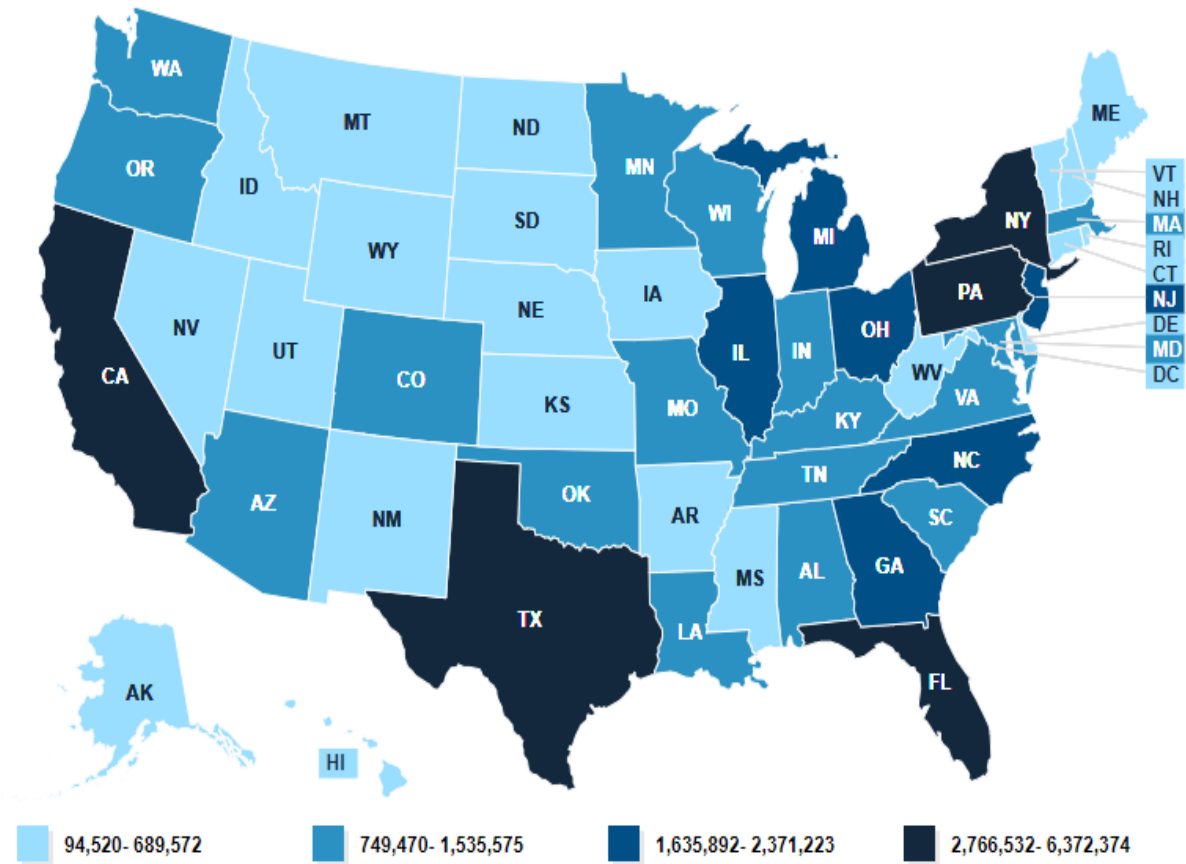 WA
MT
ND
ME
OR
ID
MN
VT
NH
SD
WI
NY
MA
MI
RI
WY
CT
IA
PA
NJ
NE
NV
OH
DE
UT
IL
IN
MD
CA
CO
WV
DC
KS
MO
VA
KY
NC
TN
AZ
OK
NM
AR
SC
GA
MS
AL
TX
LA
FL
AK
HI
94,520- 689,572
749,470- 1,535,575
1,635,892- 2,371,223
2,766,532- 6,372,374